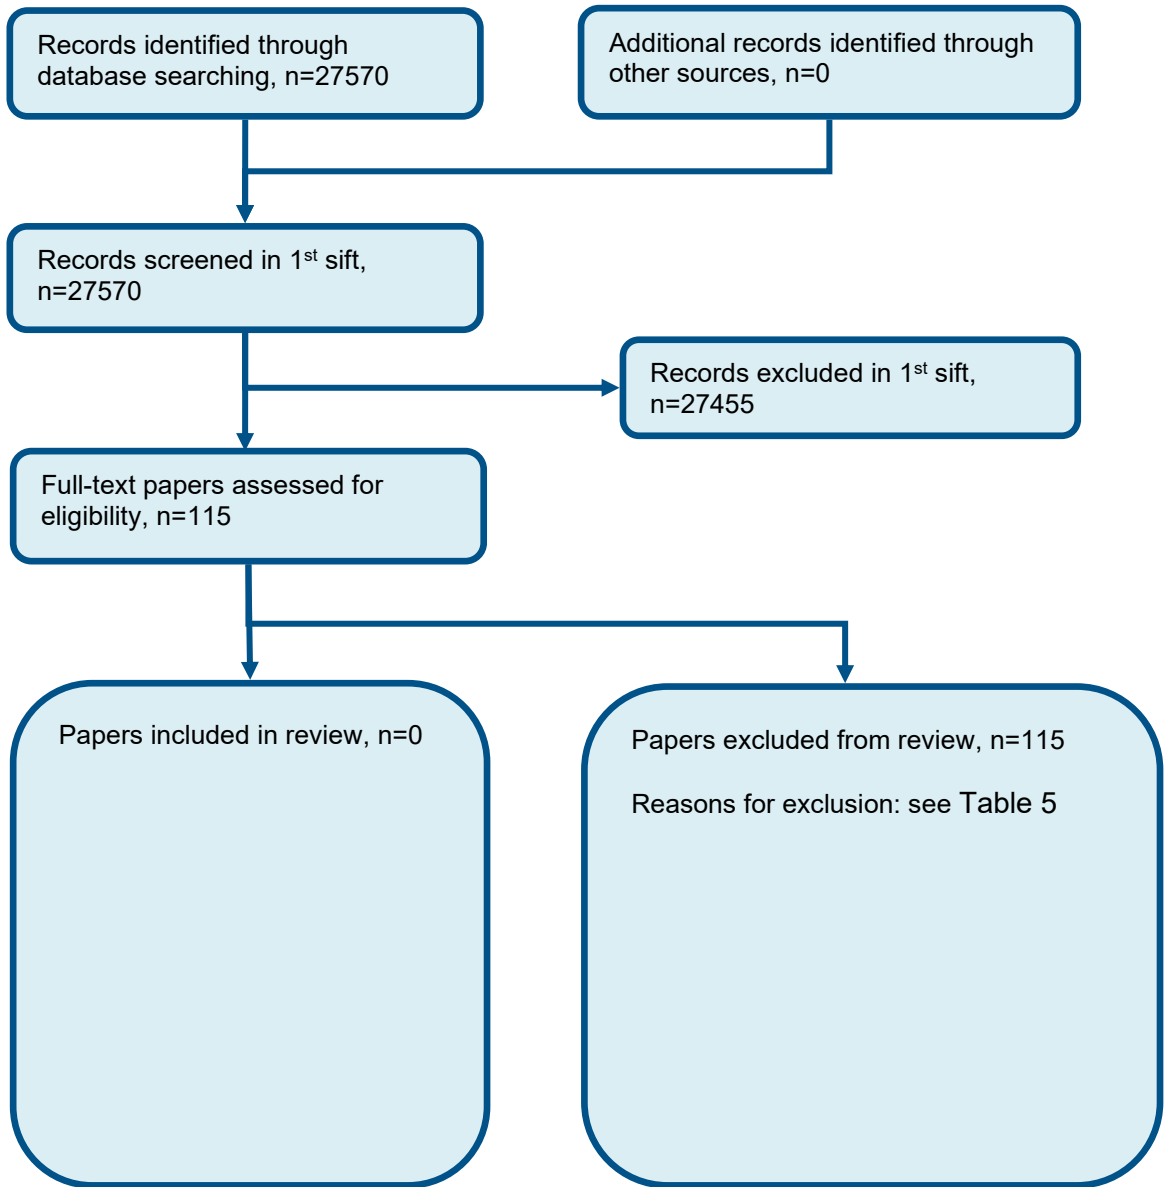 Records identified through
database searching, n=27570
Additional records identified through
other sources, n=0
Records screened in 1st sift,
n=27570
Records excluded in 1st sift,
n=27455
Full-text papers assessed for
eligibility, n=115
Papers included in review, n=0
Papers excluded from review, n=115
Reasons for exclusion: see Table 5